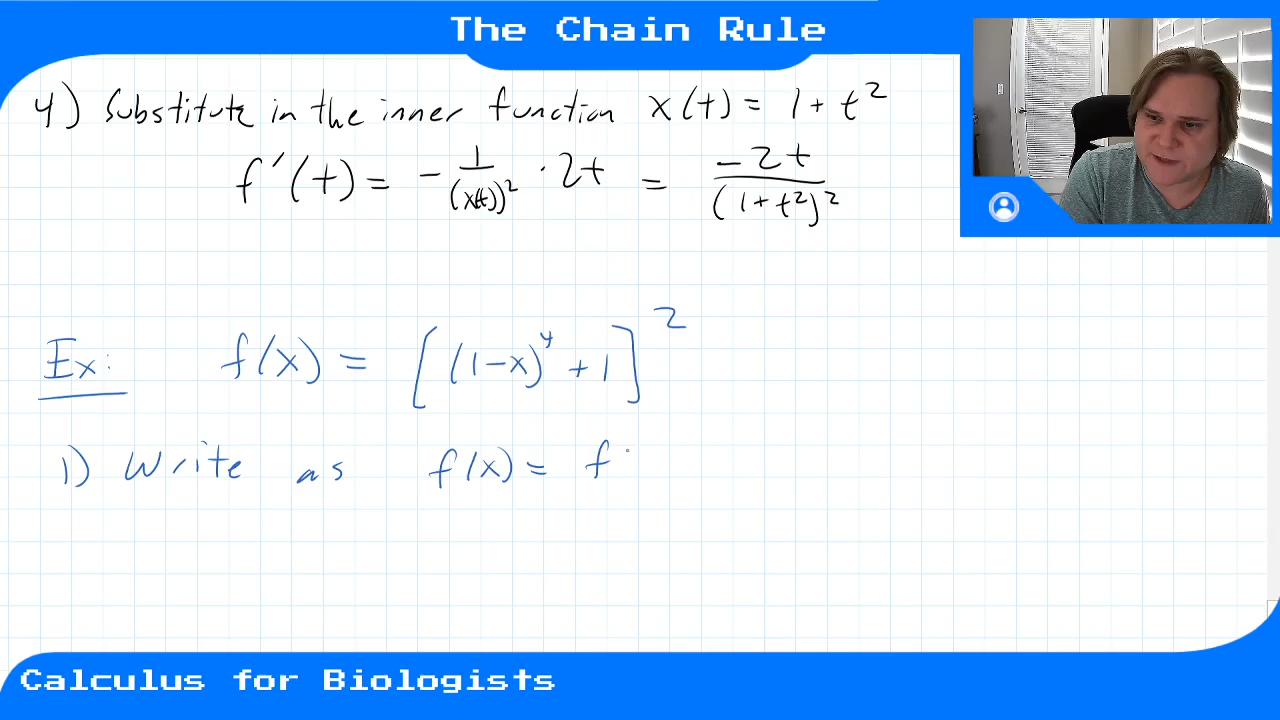 The Chain Rule
4) Substitute in the inner function x(t) = 1 + t²
f'(t) = - 1/(x(t))² · 2t = -2t/(1+t²)²
Ex: f(x) = [(1-x)⁴ + 1]²
1) Write as f(x) = f
Calculus for Biologists